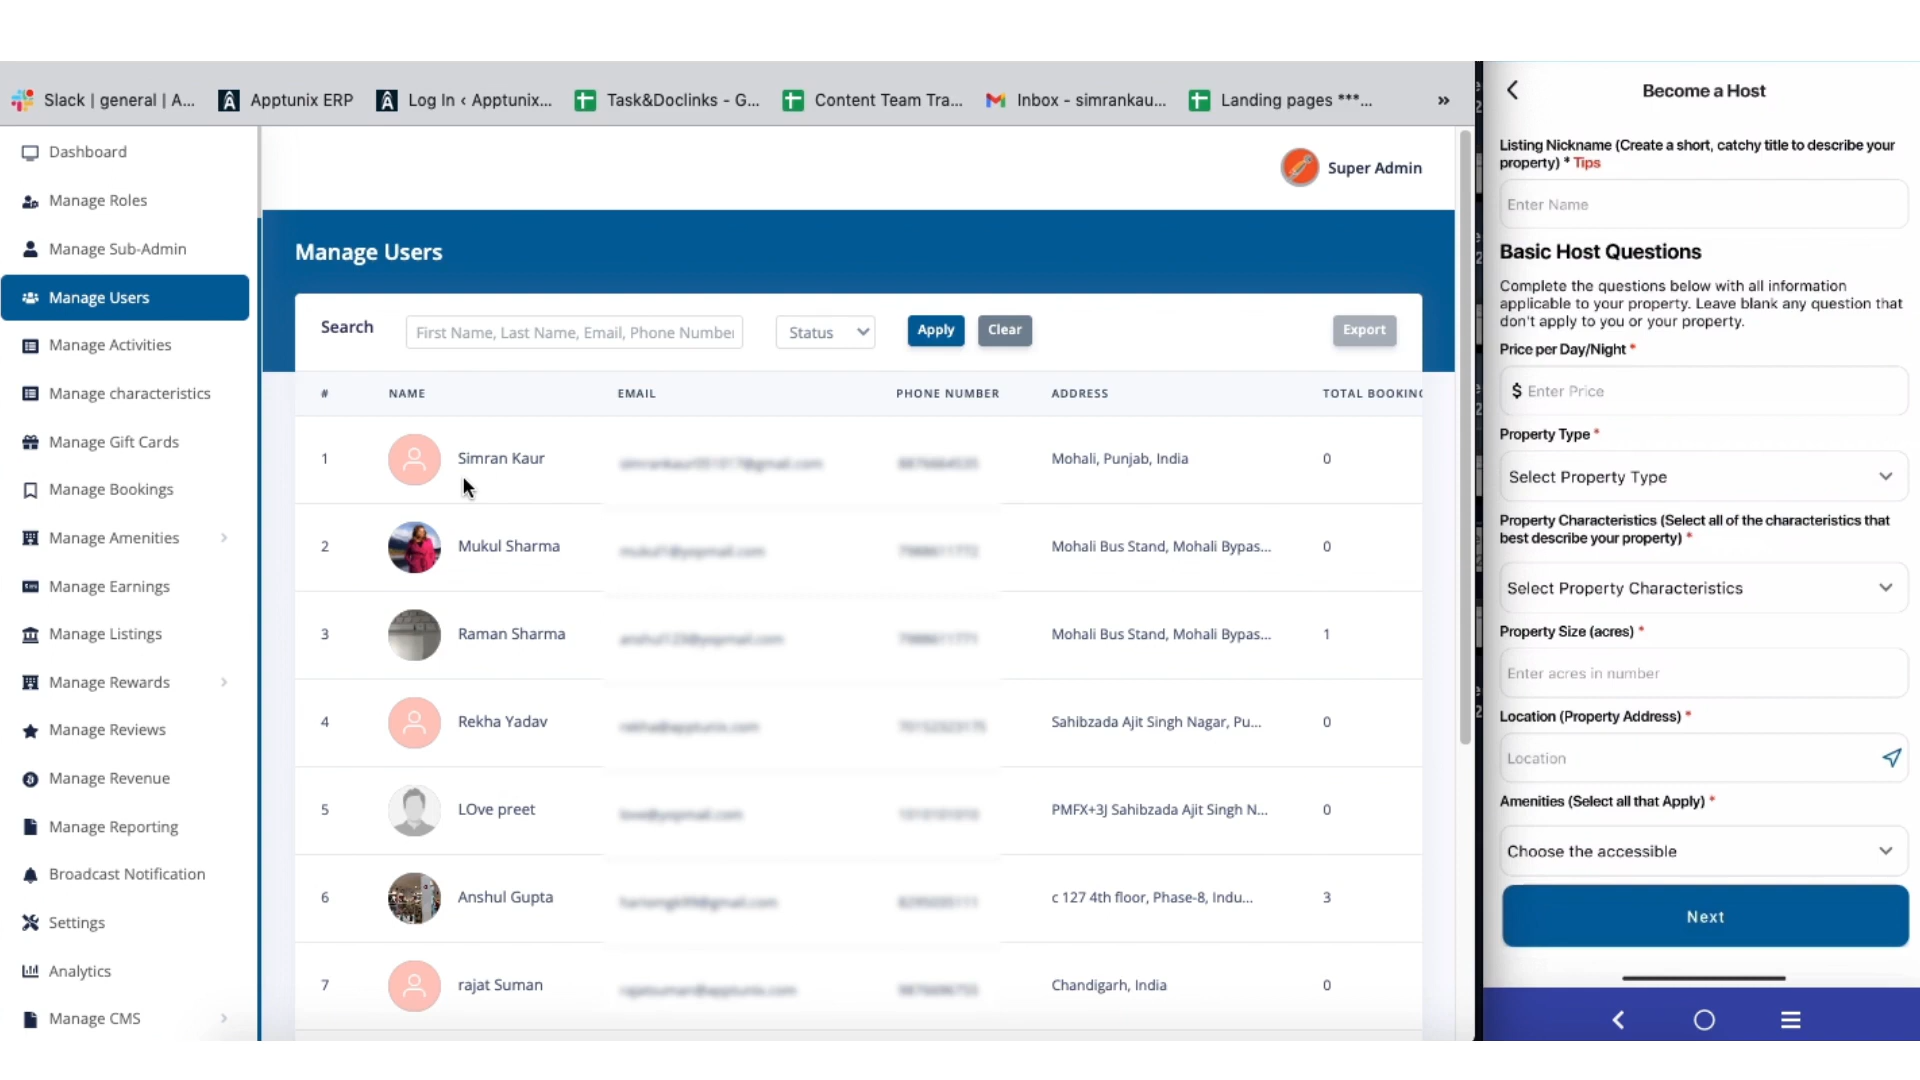 Slack | general | A...
Apptunix ERP
Log In ‹ Apptunix...
Task&Doclinks - G...
Content Team Tra...
Inbox - simrankau...
Landing pages ***...
»
Super Admin
Dashboard
Manage Roles
Manage Sub-Admin
Manage Users
Manage Activities
Manage characteristics
Manage Gift Cards
Manage Bookings
Manage Amenities
Manage Earnings
Manage Listings
Manage Rewards
Manage Reviews
Manage Revenue
Manage Reporting
Broadcast Notification
Settings
Analytics
Manage CMS
Manage Users
Search
First Name, Last Name, Email, Phone Number
Status
Apply
Clear
Export
# NAME EMAIL PHONE NUMBER ADDRESS TOTAL BOOKING
1 Simran Kaur Mohali, Punjab, India 0
2 Mukul Sharma Mohali Bus Stand, Mohali Bypas... 0
3 Raman Sharma Mohali Bus Stand, Mohali Bypas... 1
4 Rekha Yadav Sahibzada Ajit Singh Nagar, Pu... 0
5 LOve preet PMFX+3J Sahibzada Ajit Singh N... 0
6 Anshul Gupta c 127 4th floor, Phase-8, Indu... 3
7 rajat Suman Chandigarh, India 0
Become a Host
Listing Nickname (Create a short, catchy title to describe your
property) * Tips
Enter Name
Basic Host Questions
Complete the questions below with all information
applicable to your property. Leave blank any question that
don't apply to you or your property.
Price per Day/Night *
$ Enter Price
Property Type *
Select Property Type
Property Characteristics (Select all of the characteristics that
best describe your property) *
Select Property Characteristics
Property Size (acres) *
Enter acres in number
Location (Property Address) *
Location
Amenities (Select all that Apply) *
Choose the accessible
Next